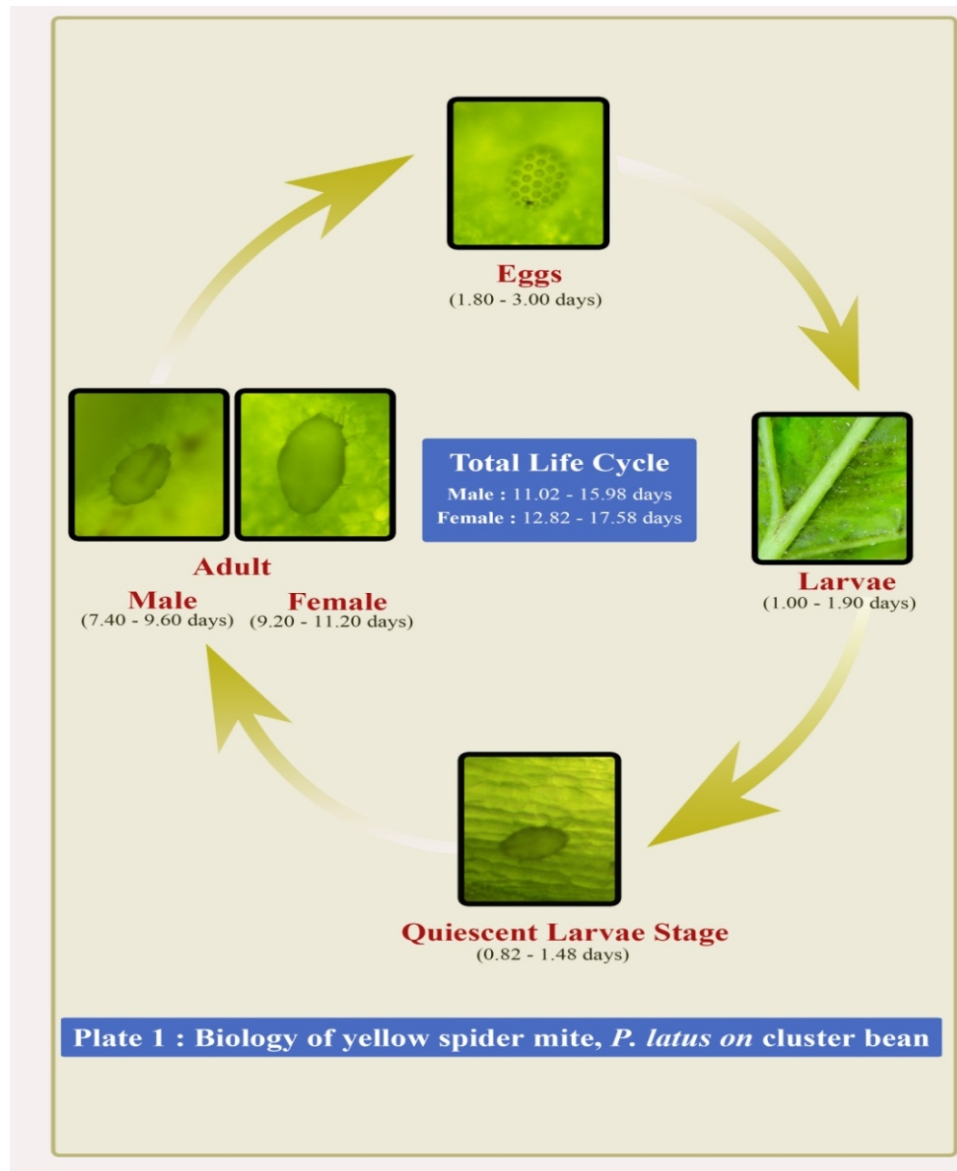 Eggs
(1.80 - 3.00 days)
Total Life Cycle
Male : 11.02 - 15.98 days
Female : 12.82 - 17.58 days
Larvae
(1.00 - 1.90 days)
Adult
Male Female
(7.40 - 9.60 days) (9.20 - 11.20 days)
Quiescent Larvae Stage
(0.82 - 1.48 days)
Plate 1 : Biology of yellow spider mite, P. latus on cluster bean